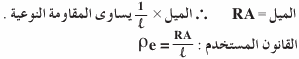 الميل = RA ∴ الميل × 1/ℓ يساوى المقاومة النوعية .
القانون المستخدم : ρe = RA/ℓ